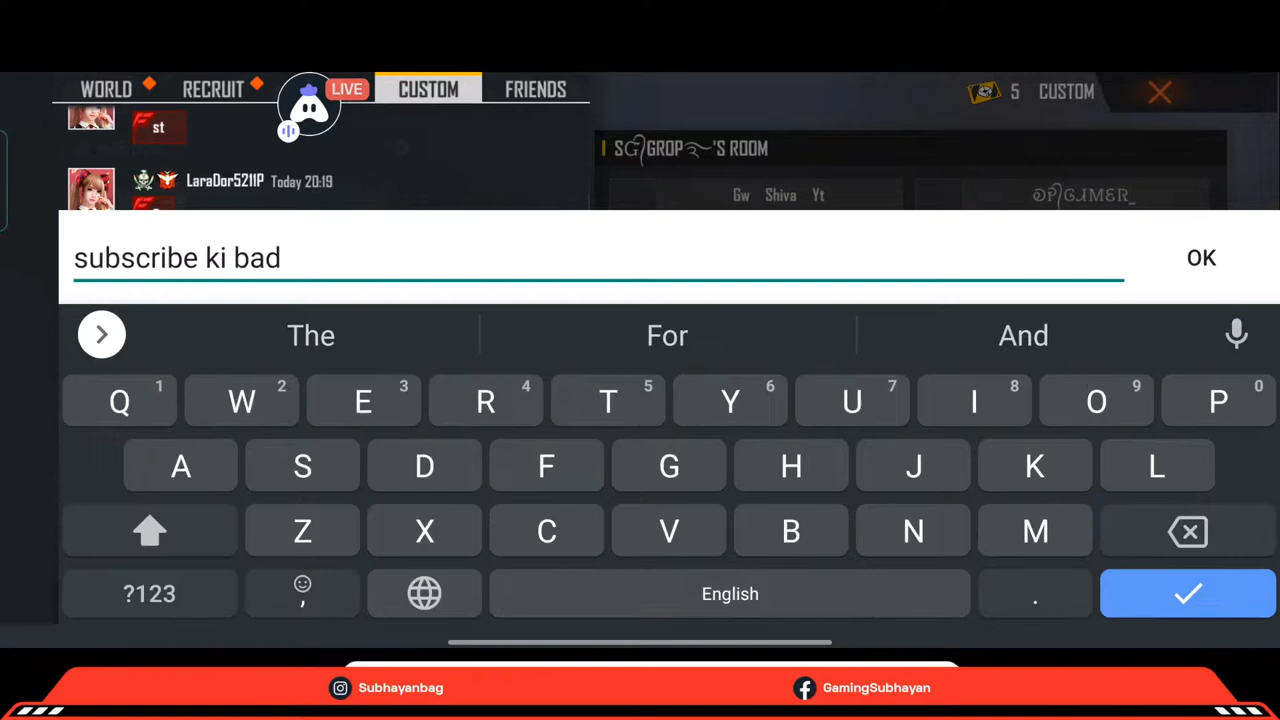 WORLD RECRUIT LIVE CUSTOM FRIENDS 5 CUSTOM
st
'S ROOM
LaraDor5211P Today 20:19
Gw Shiva Yt
subscribe ki bad OK
The For And
Q 1 W 2 E 3 R 4 T 5 Y 6 U 7 I 8 O 9 P 0
A S D F G H J K L
Z X C V B N M
?123 , English .
Subhayanbag GamingSubhayan